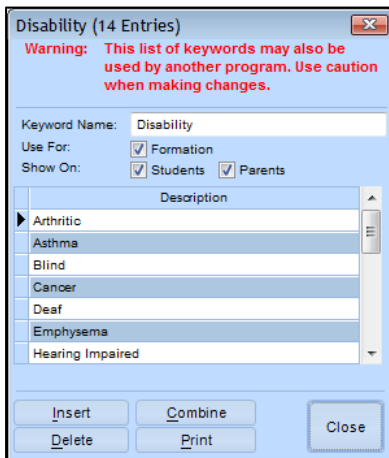 Disability (14 Entries)
Warning: This list of keywords may also be
used by another program. Use caution
when making changes.
Keyword Name: Disability
Use For: Formation
Show On: Students Parents
Description
Arthritic
Asthma
Blind
Cancer
Deaf
Emphysema
Hearing Impaired
Insert Combine
Close
Delete Print